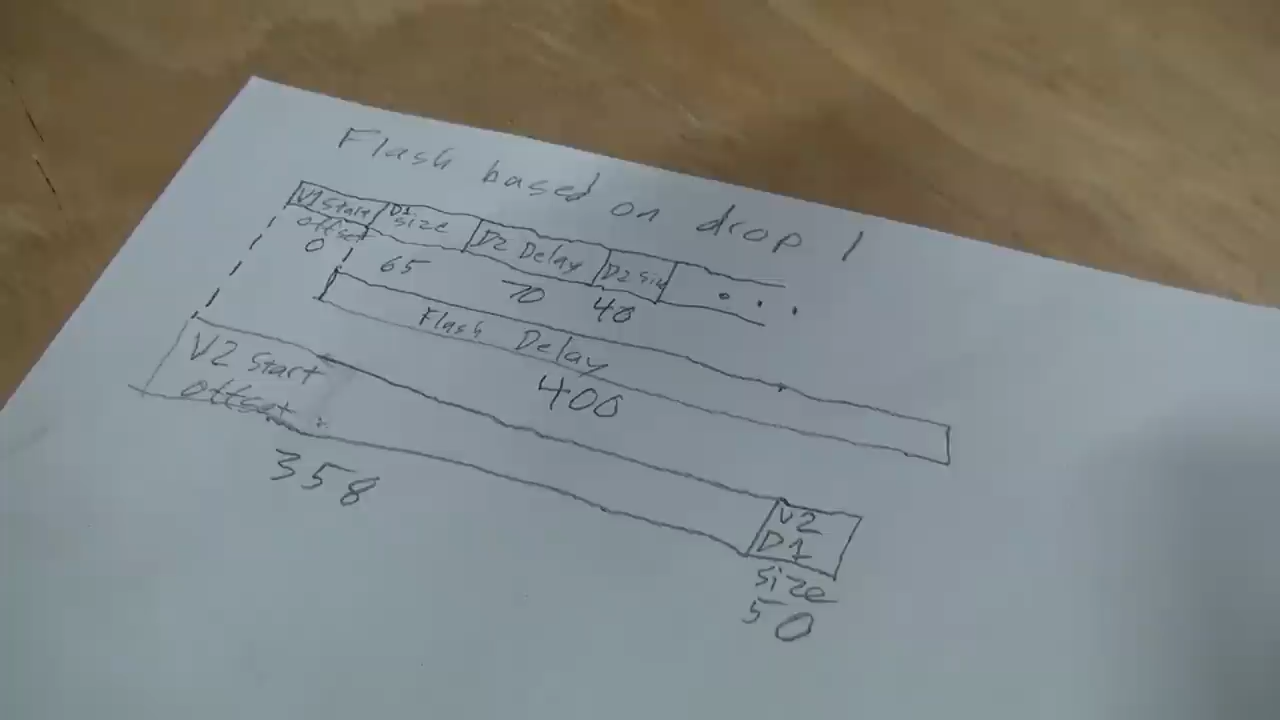 Flash based on drop 1
V1 Start D1 D2 Delay D2 Siz ...
offset size
0 65 70 40
Flash Delay
400
V2 Start
offset
358
V2
D1
size
50